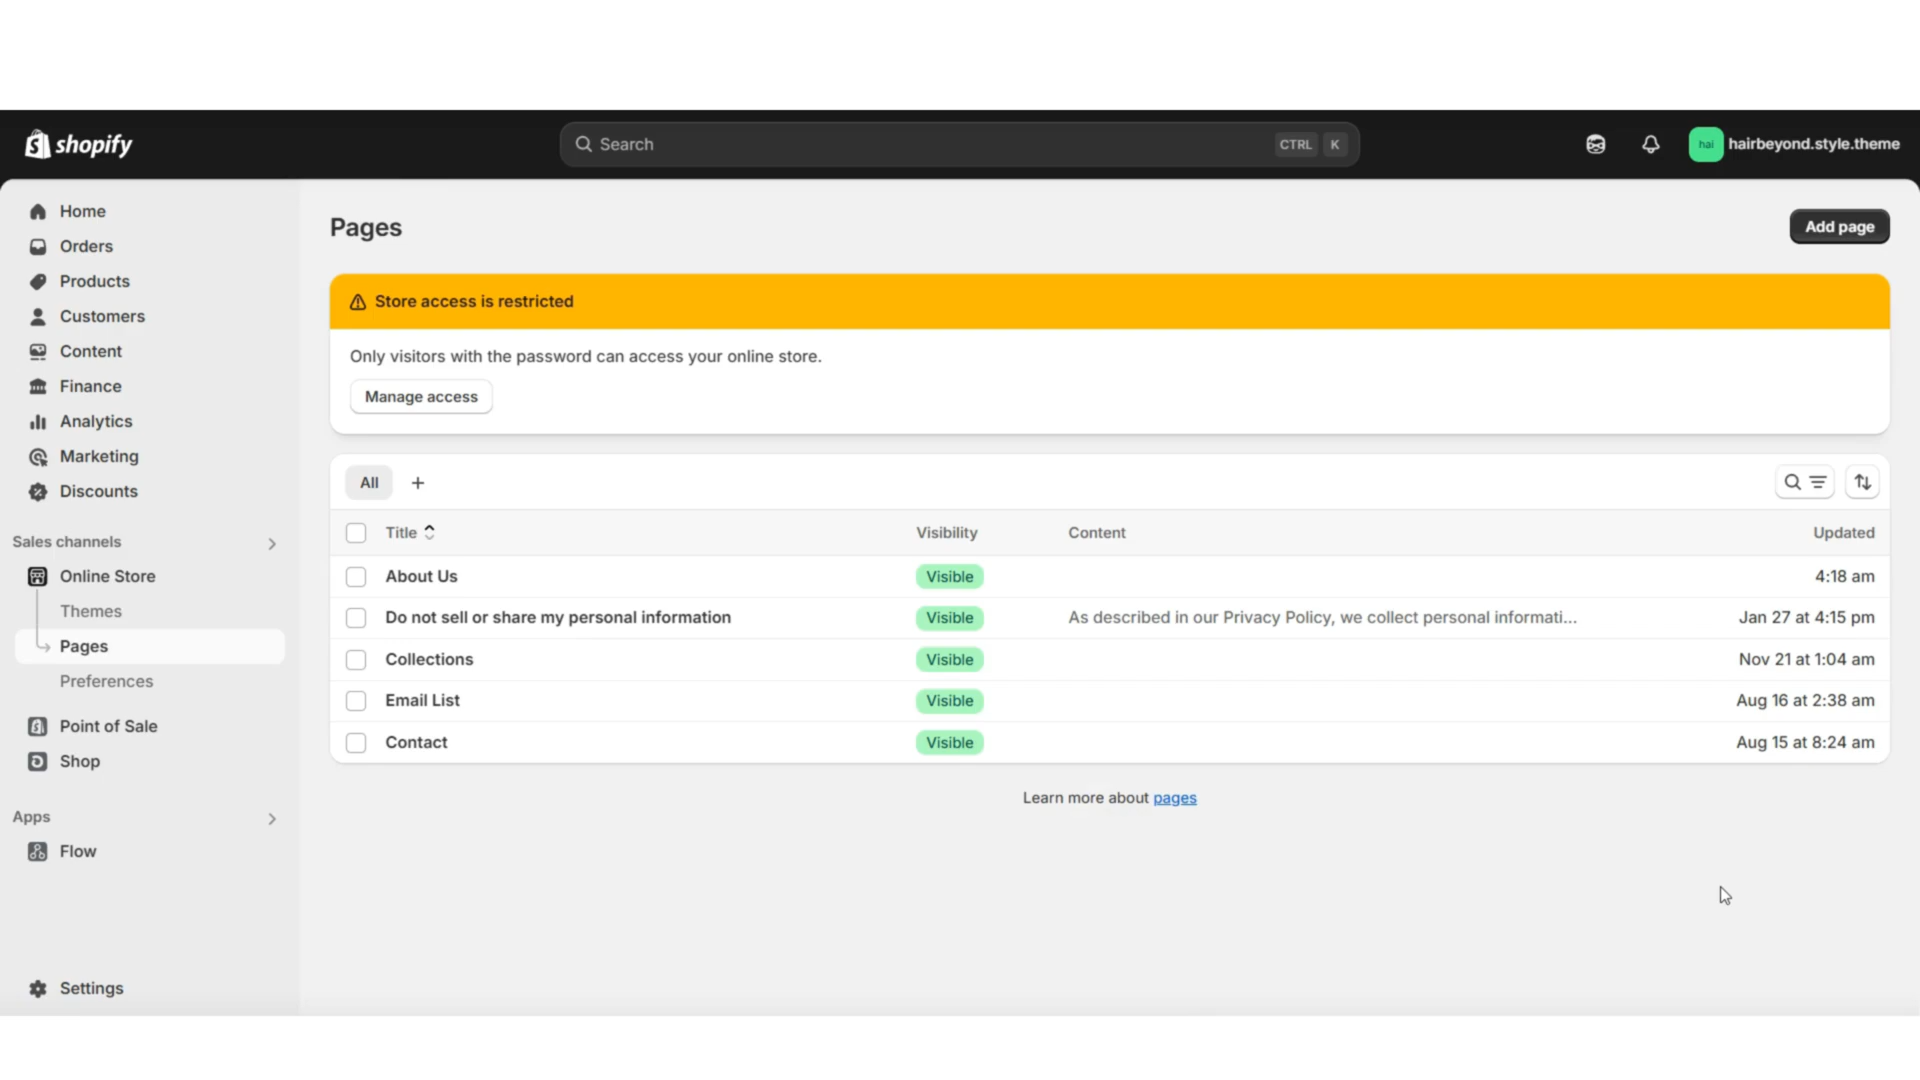 shopify
Search CTRL K
hai hairbeyond.style.theme
Home
Orders
Products
Customers
Content
Finance
Analytics
Marketing
Discounts
Sales channels
Online Store
Themes
Pages
Preferences
Point of Sale
Shop
Apps
Flow
Settings
Pages
Add page
Store access is restricted
Only visitors with the password can access your online store.
Manage access
All +
Title Visibility Content Updated
About Us Visible 4:18 am
Do not sell or share my personal information Visible As described in our Privacy Policy, we collect personal informati... Jan 27 at 4:15 pm
Collections Visible Nov 21 at 1:04 am
Email List Visible Aug 16 at 2:38 am
Contact Visible Aug 15 at 8:24 am
Learn more about pages